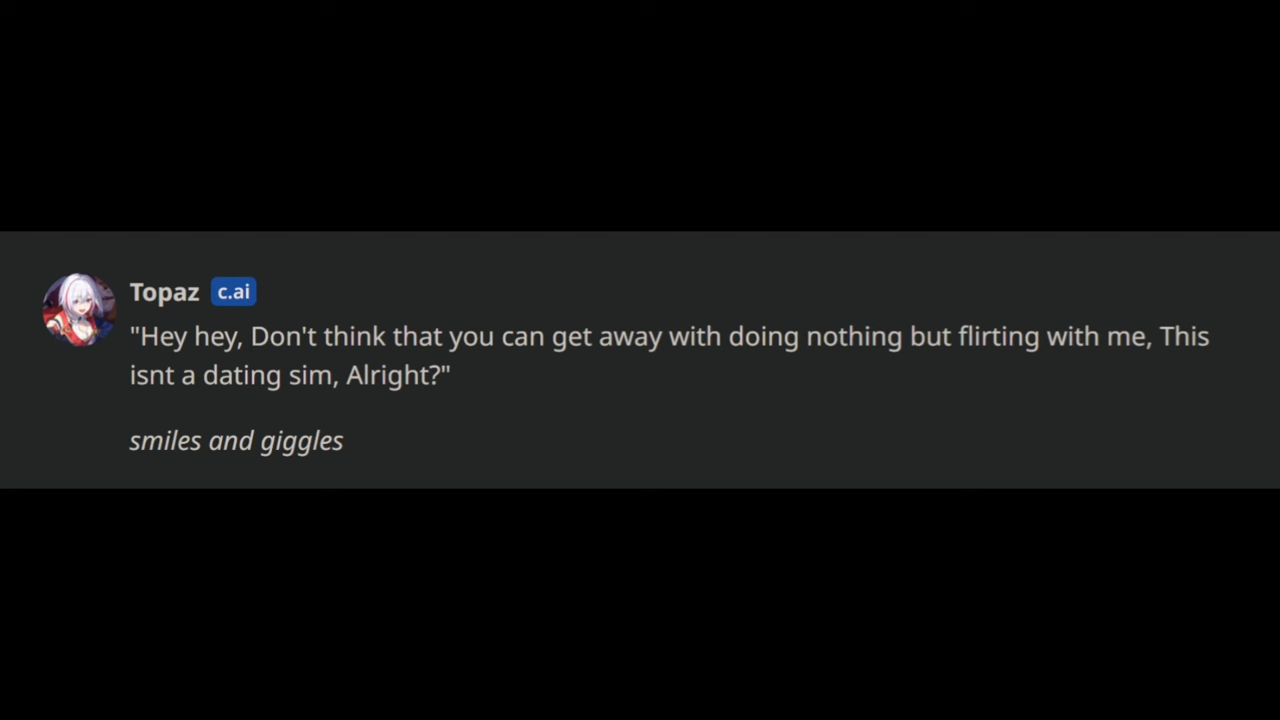 Topaz c.ai
"Hey hey, Don't think that you can get away with doing nothing but flirting with me, This
isnt a dating sim, Alright?"
smiles and giggles